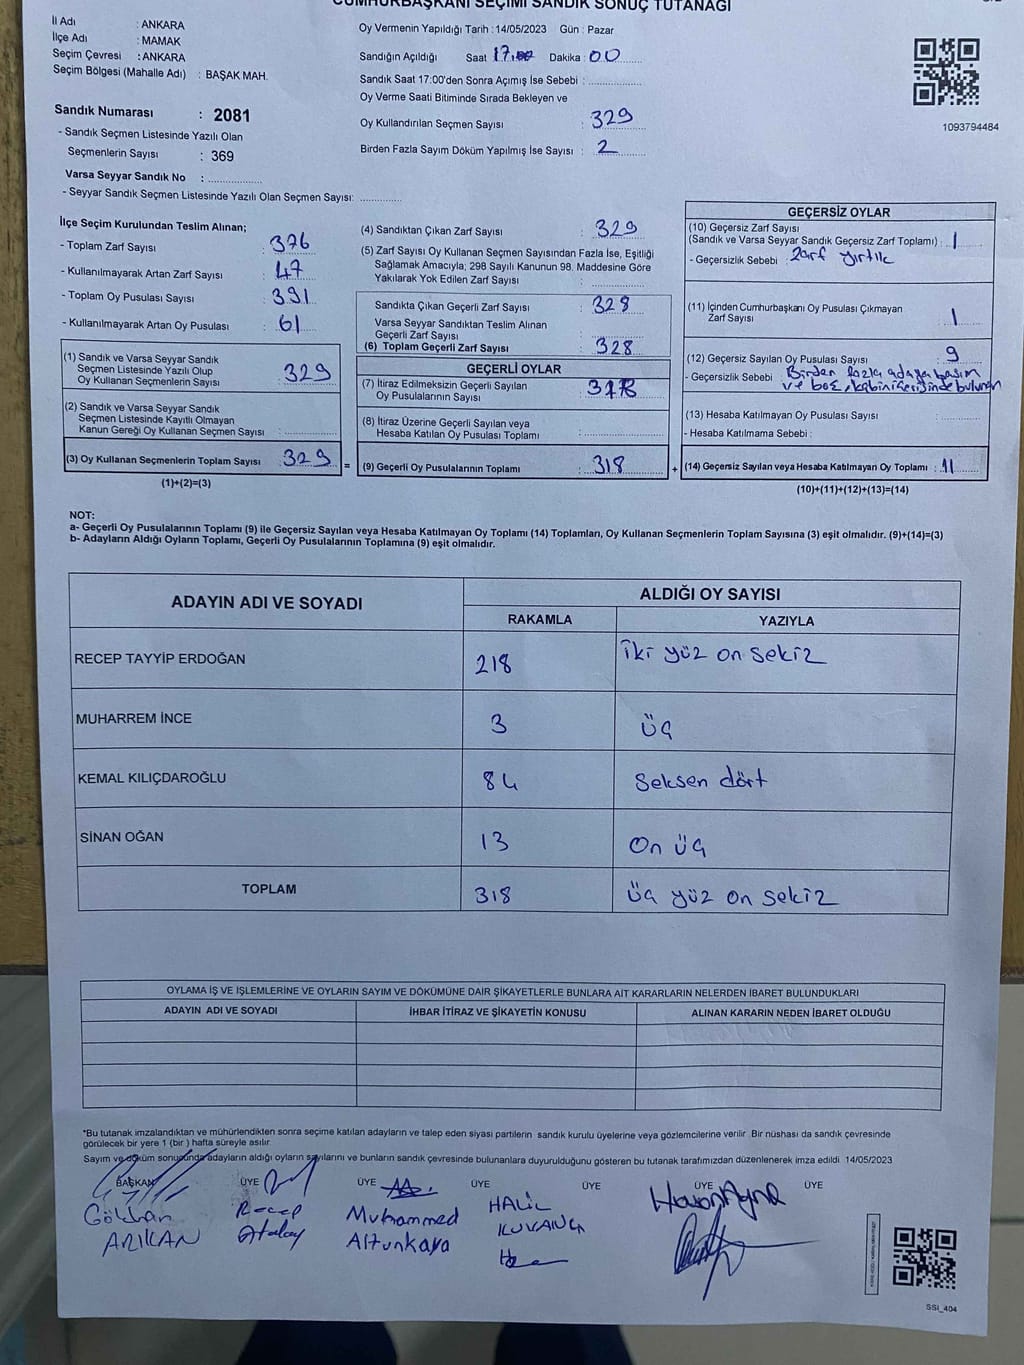 CUMHURBAŞKANI SEÇİMİ SANDIK SONUÇ TUTANAĞI
İl Adı : ANKARA
İlçe Adı : MAMAK
Seçim Çevresi : ANKARA
Seçim Bölgesi (Mahalle Adı) : BAŞAK MAH.
Oy Vermenin Yapıldığı Tarih : 14/05/2023 Gün : Pazar
Sandığın Açıldığı Saat 17.00 Dakika : 00
Sandık Saat 17:00'den Sonra Açımış İse Sebebi :
Oy Verme Saati Bitiminde Sırada Bekleyen ve
Oy Kullandırılan Seçmen Sayısı : 329
Birden Fazla Sayım Döküm Yapılmış İse Sayısı : 2
1093794484
Sandık Numarası : 2081
- Sandık Seçmen Listesinde Yazılı Olan
Seçmenlerin Sayısı : 369
Varsa Seyyar Sandık No :
- Seyyar Sandık Seçmen Listesinde Yazılı Olan Seçmen Sayısı:
İlçe Seçim Kurulundan Teslim Alınan;
- Toplam Zarf Sayısı : 376
- Kullanılmayarak Artan Zarf Sayısı : 47
- Toplam Oy Pusulası Sayısı : 391
- Kullanılmayarak Artan Oy Pusulası : 61
(1) Sandık ve Varsa Seyyar Sandık
Seçmen Listesinde Yazılı Olup
Oy Kullanan Seçmenlerin Sayısı : 329
(2) Sandık ve Varsa Seyyar Sandık
Seçmen Listesinde Kayıtlı Olmayan
Kanun Gereği Oy Kullanan Seçmen Sayısı :
(3) Oy Kullanan Seçmenlerin Toplam Sayısı : 329
(1)+(2)=(3)
(4) Sandıktan Çıkan Zarf Sayısı : 329
(5) Zarf Sayısı Oy Kullanan Seçmen Sayısından Fazla İse, Eşitliği
Sağlamak Amacıyla; 298 Sayılı Kanunun 98. Maddesine Göre
Yakılarak Yok Edilen Zarf Sayısı :
Sandıkta Çıkan Geçerli Zarf Sayısı : 328
Varsa Seyyar Sandıktan Teslim Alınan
Geçerli Zarf Sayısı
(6) Toplam Geçerli Zarf Sayısı : 328
GEÇERLİ OYLAR
(7) İtiraz Edilmeksizin Geçerli Sayılan
Oy Pusulalarının Sayısı :
(8) İtiraz Üzerine Geçerli Sayılan veya
Hesaba Katılan Oy Pusulası Toplamı :
= (9) Geçerli Oy Pusulalarının Toplamı : 318
GEÇERSİZ OYLAR
(10) Geçersiz Zarf Sayısı
(Sandık ve Varsa Seyyar Sandık Geçersiz Zarf Toplamı) : 1
- Geçersizlik Sebebi : Zarf yırtık
(11) İçinden Cumhurbaşkanı Oy Pusulası Çıkmayan
Zarf Sayısı : 1
(12) Geçersiz Sayılan Oy Pusulası Sayısı : 9
- Geçersizlik Sebebi : Birden fazla adaya basım
ve boş, kabin içerisinde bulunan
(13) Hesaba Katılmayan Oy Pusulası Sayısı :
- Hesaba Katılmama Sebebi :
+ (14) Geçersiz Sayılan veya Hesaba Katılmayan Oy Toplamı : 11
(10)+(11)+(12)+(13)=(14)
NOT:
a- Geçerli Oy Pusulalarının Toplamı (9) ile Geçersiz Sayılan veya Hesaba Katılmayan Oy Toplamı (14) Toplamları, Oy Kullanan Seçmenlerin Toplam Sayısına (3) eşit olmalıdır. (9)+(14)=(3)
b- Adayların Aldığı Oyların Toplamı, Geçerli Oy Pusulalarının Toplamına (9) eşit olmalıdır.
ADAYIN ADI VE SOYADI ALDIĞI OY SAYISI
RAKAMLA YAZIYLA
RECEP TAYYİP ERDOĞAN 218 iki yüz on sekiz
MUHARREM İNCE 3 üç
KEMAL KILIÇDAROĞLU 84 Seksen dört
SİNAN OĞAN 13 On üç
TOPLAM 318 üç yüz on sekiz
OYLAMA İŞ VE İŞLEMLERİNE VE OYLARIN SAYIM VE DÖKÜMÜNE DAİR ŞİKAYETLERLE BUNLARA AİT KARARLARIN NELERDEN İBARET BULUNDUKLARI
ADAYIN ADI VE SOYADI İHBAR İTİRAZ VE ŞİKAYETİN KONUSU ALINAN KARARIN NEDEN İBARET OLDUĞU
*Bu tutanak imzalandıktan ve mühürlendikten sonra seçime katılan adayların ve talep eden siyasi partilerin sandık kurulu üyelerine veya gözlemcilerine verilir. Bir nüshası da sandık çevresinde
görülecek bir yere 1 (bir) hafta süreyle asılır.
Sayım ve döküm sonucunda adayların aldığı oyların sayılarını ve bunların sandık çevresinde bulunanlara duyurulduğunu gösteren bu tutanak tarafımızdan düzenlenerek imza edildi 14/05/2023
BAŞKAN ÜYE ÜYE ÜYE ÜYE ÜYE ÜYE
Gökhan ARIKAN
Recep Atalay
Muhammed Altunkaya
HALİL
SSI_404